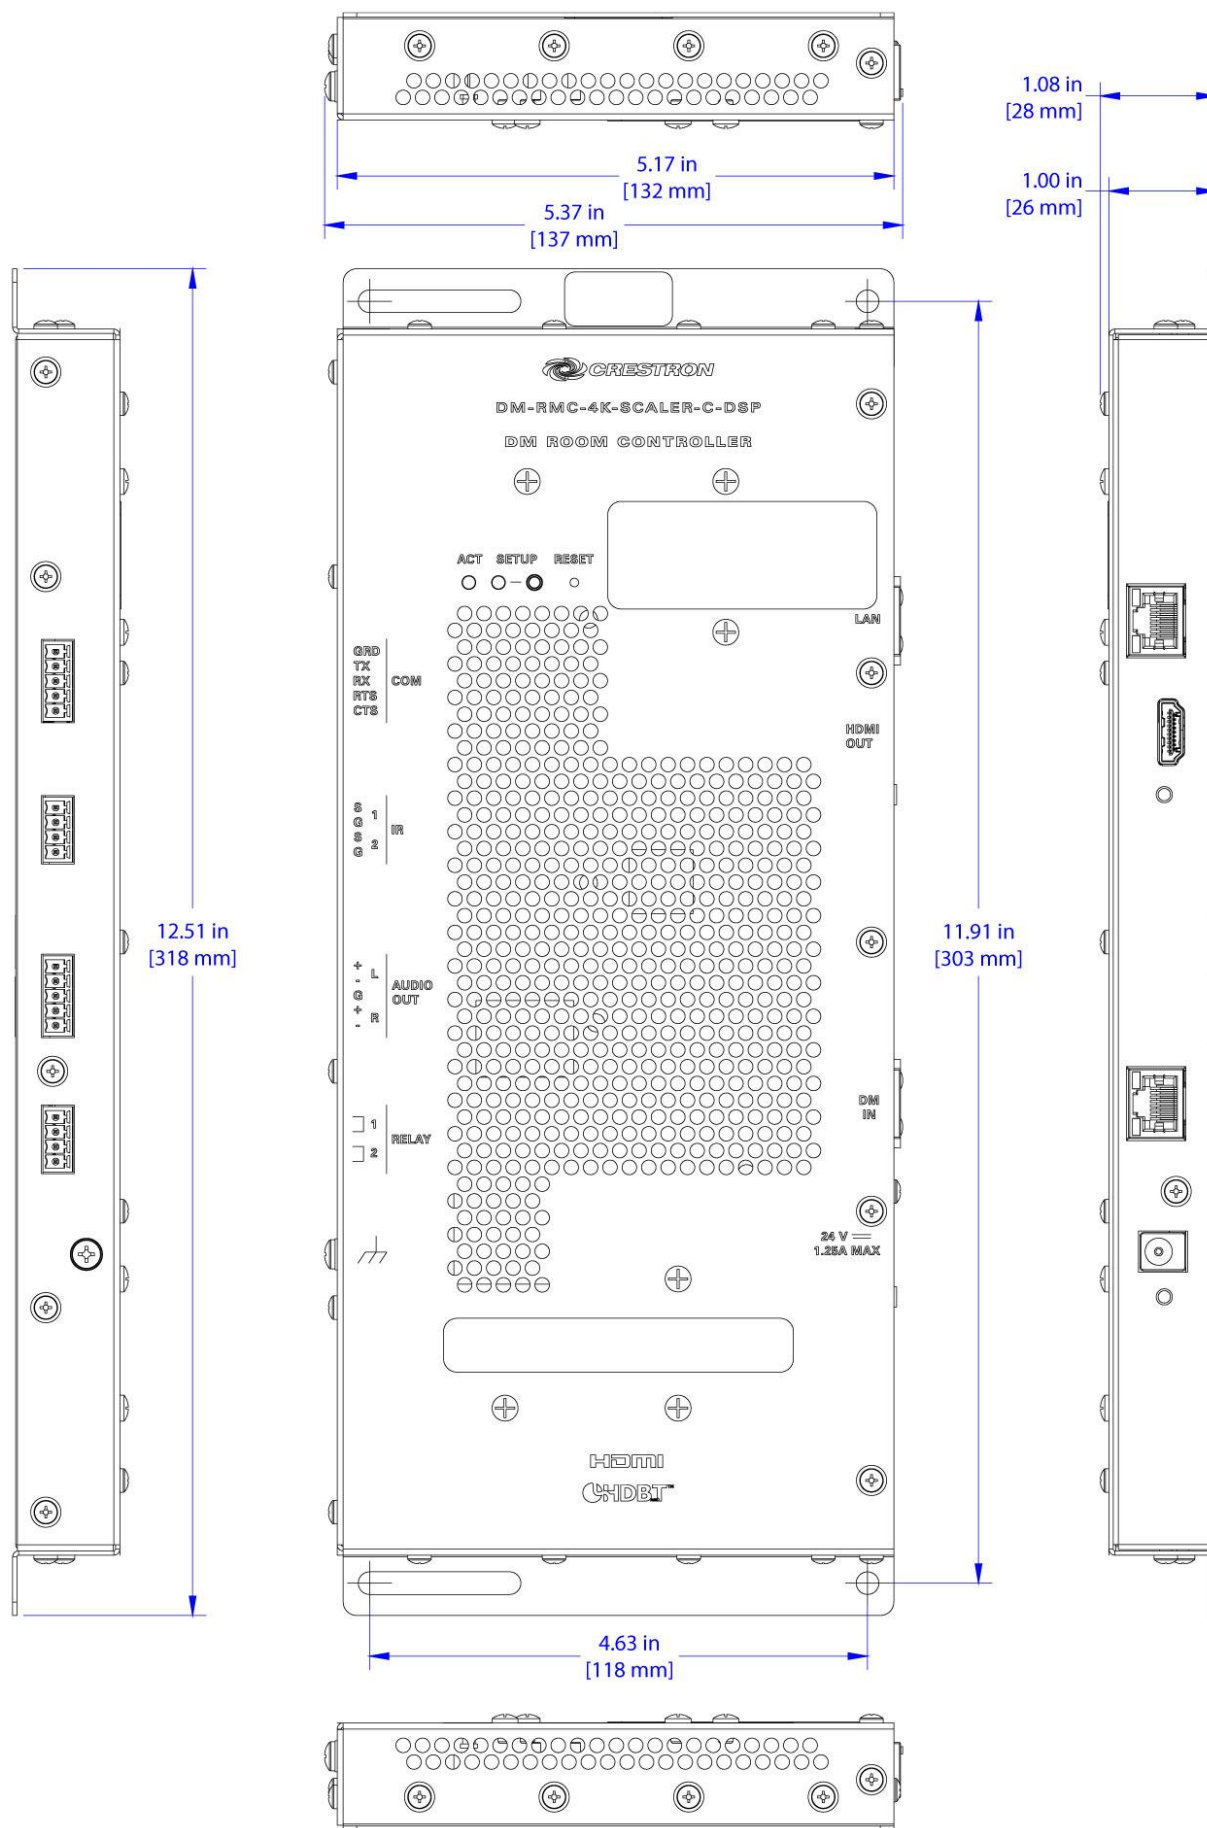 1.08 in
[28 mm]
5.17 in
[132 mm]
1.00 in
[26 mm]
5.37 in
[137 mm]
CRESTRON
DM-RMC-4K-SCALER-C-DSP
DM ROOM CONTROLLER
ACT SETUP RESET
LAN
GRD
TX
RX COM
RTS
CTS
HDMI
OUT
S
G 1
S IR
G 2
12.51 in
[318 mm]
11.91 in
[303 mm]
+
- L AUDIO
G OUT
+ R
-
DM
IN
1
RELAY
2
24 V
1.25A MAX
HDMI
HDBT™
4.63 in
[118 mm]